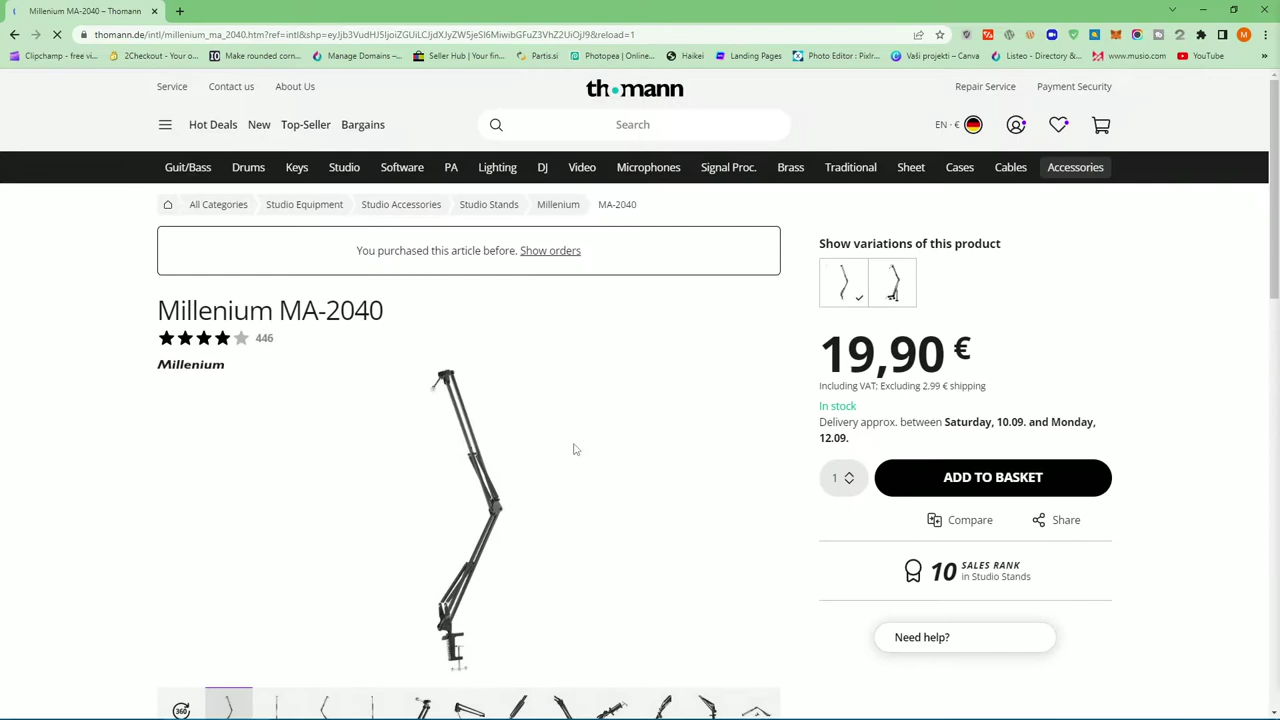 Millenium MA-2040 – Thomann
thomann.de/intl/millenium_ma_2040.htm?ref=intl&shp=eyJjb3VudHJ5IjoiZGUiLCJjdXJyZW5jeSI6MiwibGFuZ3VhZ2UiOjJ9&reload=1
Clipchamp - free vi...
2Checkout - Your o...
Make rounded corn...
Manage Domains -...
Seller Hub | Your fin...
Partis.si
Photopea | Online...
Haikei
Landing Pages
Photo Editor : Pixlr...
Vaši projekti – Canva
Listeo - Directory &...
www.musio.com
YouTube
Service Contact us About Us
th•mann
Repair Service Payment Security
Hot Deals New Top-Seller Bargains
Search
EN · €
Guit/Bass Drums Keys Studio Software PA Lighting DJ Video Microphones Signal Proc. Brass Traditional Sheet Cases Cables Accessories
All Categories Studio Equipment Studio Accessories Studio Stands Millenium MA-2040
You purchased this article before. Show orders
Show variations of this product
Millenium MA-2040
446
Millenium
19,90 €
Including VAT; Excluding 2,99 € shipping
In stock
Delivery approx. between Saturday, 10.09. and Monday,
12.09.
1
ADD TO BASKET
Compare Share
10 SALES RANK
in Studio Stands
Need help?
360